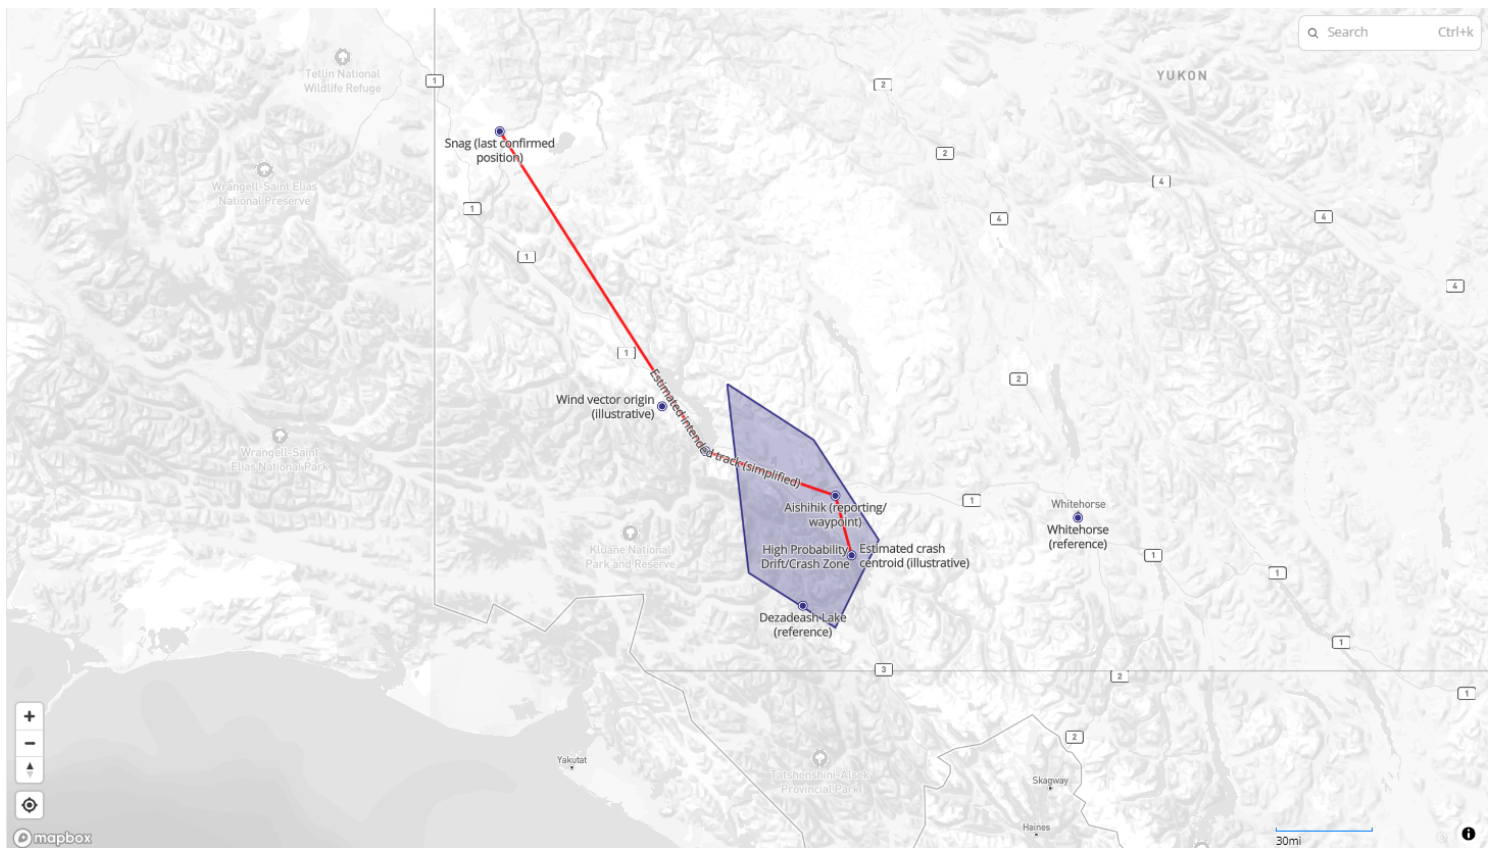 Search
Ctrl+k
YUKON
Tetlin National
Wildlife Refuge
1
2
Snag (last confirmed
position)
2
Wrangell-Saint Elias
National Preserve
4
1
4
4
1
4
1
2
Estimated intended track (simplified)
Wind vector origin
(illustrative)
Wrangell-Saint
Elias National Park
Aishihik (reporting/
waypoint)
1
Whitehorse
Whitehorse
(reference)
Kluane National
Park and Reserve
High Probability
Drift/Crash Zone
Estimated crash
centroid (illustrative)
1
1
Dezadeash Lake
(reference)
1
3
2
1
2
Yakutat
Tatshenshini-Alsek
Provincial Park
Skagway
Haines
30mi
mapbox